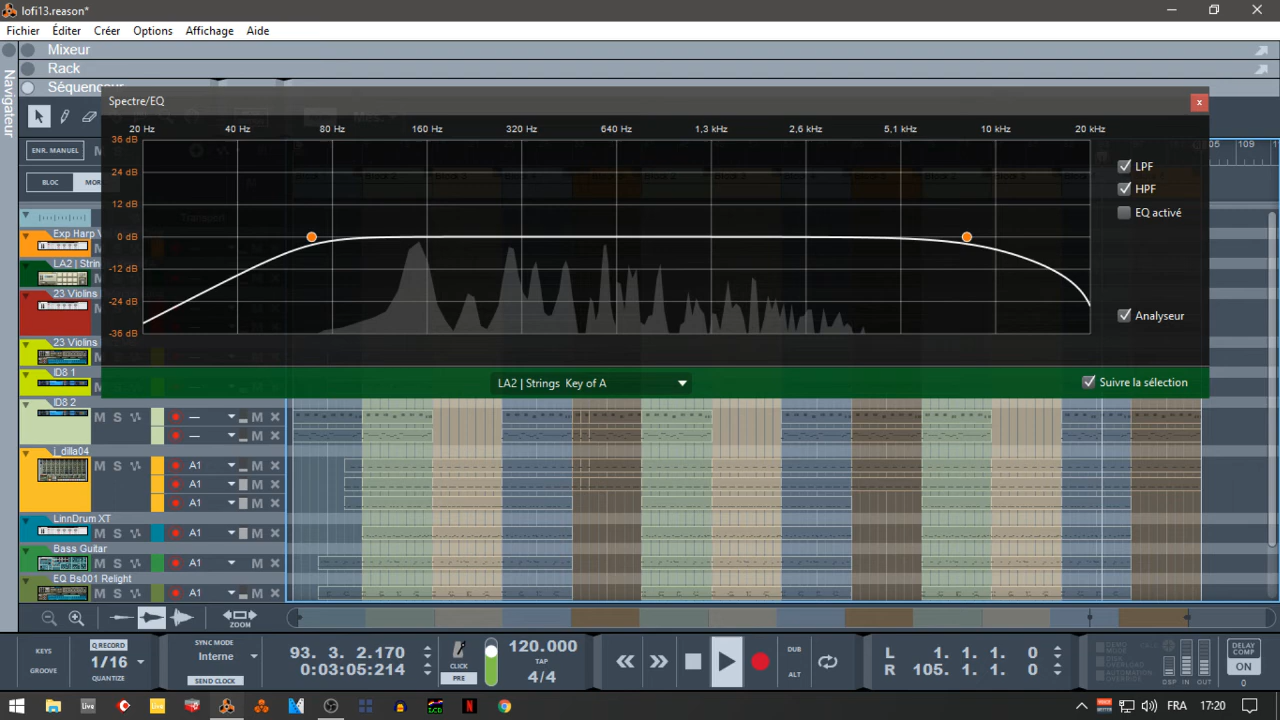 lofi13.reason*
Fichier Éditer Créer Options Affichage Aide
Mixeur
Rack
Séquenceur
Navigateur
Spectre/EQ
x
20 Hz 40 Hz 80 Hz 160 Hz 320 Hz 640 Hz 1,3 kHz 2,6 kHz 5,1 kHz 10 kHz 20 kHz
36 dB
24 dB
12 dB
0 dB
-12 dB
-24 dB
-36 dB
LPF
HPF
EQ activé
Analyseur
LA2 | Strings Key of A
Suivre la sélection
ENR. MANUEL M
BLOC MOR
105 109
Exp Harp
LA2 | Strin
23 Violins
23 Violins
ID8 1
ID8 2
M S — M
— M
j_dilla04
M S A1 M
A1 M
A1 M
LinnDrum XT
M S A1 M
Bass Guitar
M S A1 M
EQ Bs001 Relight
M S A1 M
ZOOM
KEYS
GROOVE
Q RECORD
1/16
QUANTIZE
SYNC MODE
Interne
SEND CLOCK
93. 3. 2.170
0:03:05:214
CLICK
PRE
120.000
TAP
4/4
DUB
ALT
L 1. 1. 1. 0
R 105. 1. 1. 0
DSP IN OUT
DELAY
COMP
ON
0
Live Live LCB N
FRA 17:20